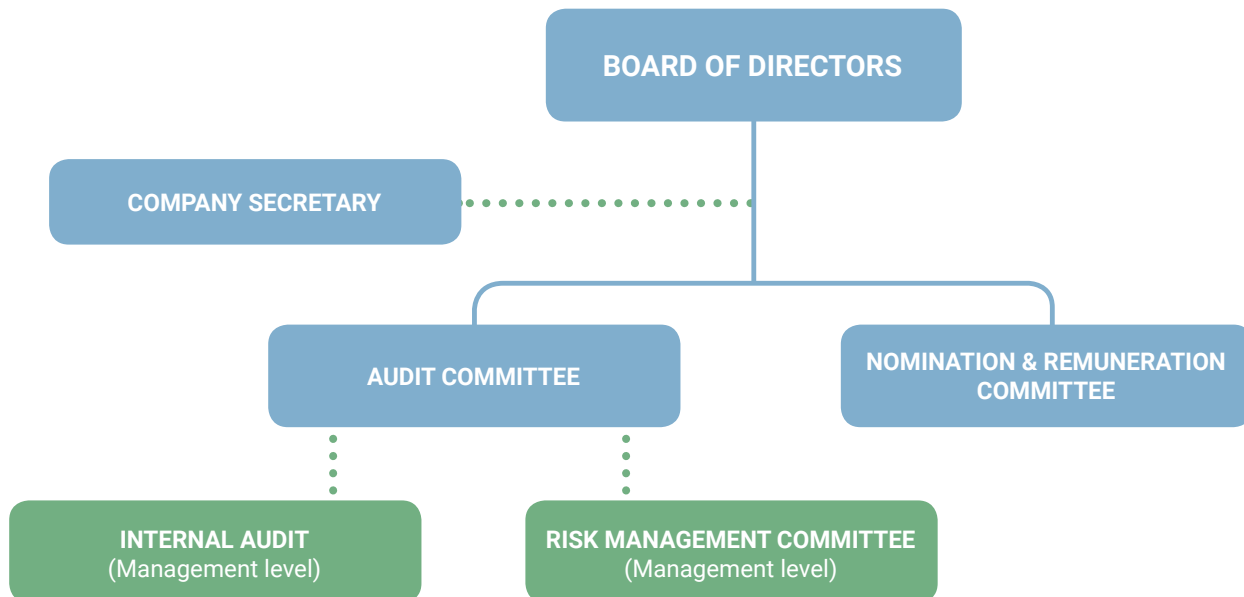 BOARD OF DIRECTORS
COMPANY SECRETARY
AUDIT COMMITTEE
NOMINATION & REMUNERATION
COMMITTEE
INTERNAL AUDIT
(Management level)
RISK MANAGEMENT COMMITTEE
(Management level)